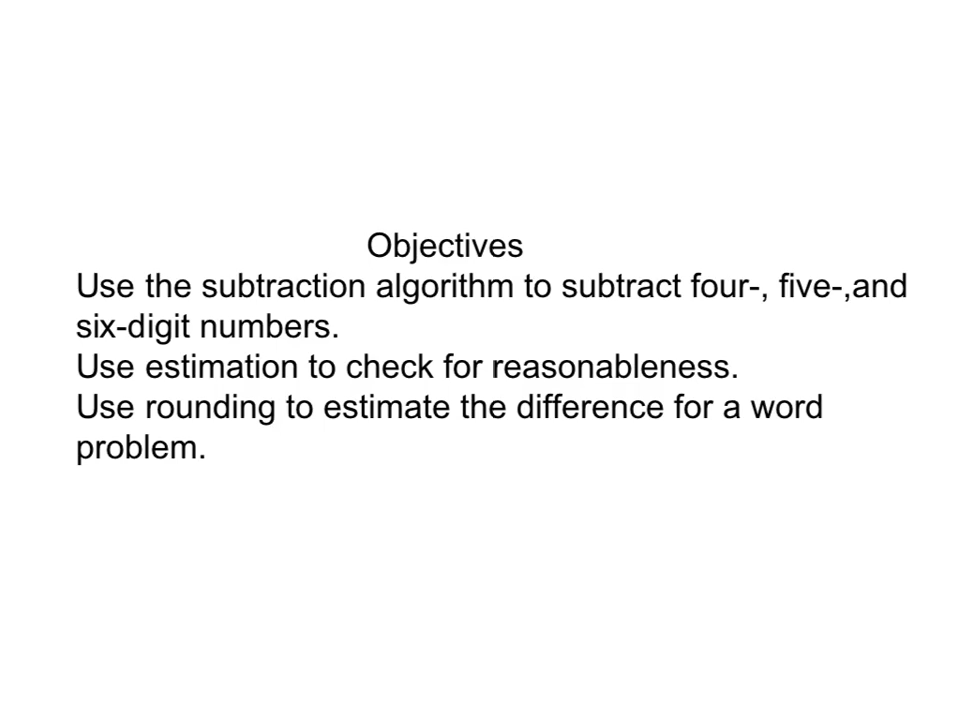 Objectives
Use the subtraction algorithm to subtract four-, five-,and
six-digit numbers.
Use estimation to check for reasonableness.
Use rounding to estimate the difference for a word
problem.